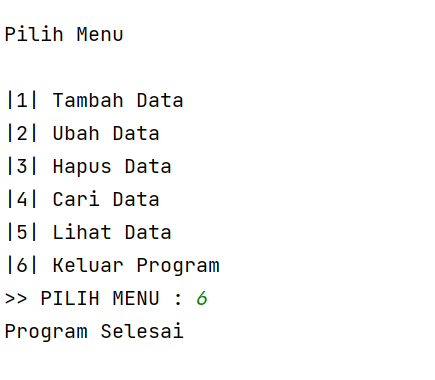 Pilih Menu
|1| Tambah Data
|2| Ubah Data
|3| Hapus Data
|4| Cari Data
|5| Lihat Data
|6| Keluar Program
>> PILIH MENU : 6
Program Selesai